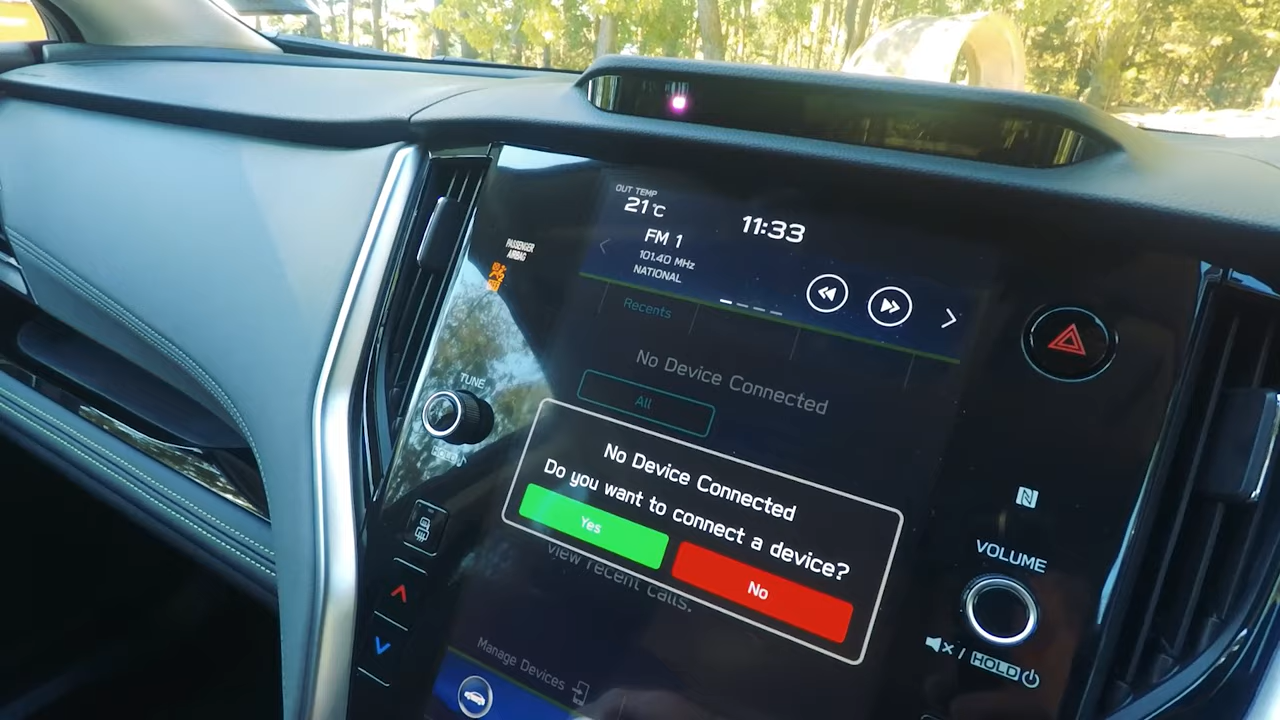 OUT TEMP
21°C
11:33
FM 1
101.40 MHz
NATIONAL
PASSENGER
AIRBAG
Recents
No Device Connected
All
TUNE
No Device Connected
Do you want to connect a device?
Yes
No
view recent calls.
Manage Devices
N
VOLUME
/ HOLD